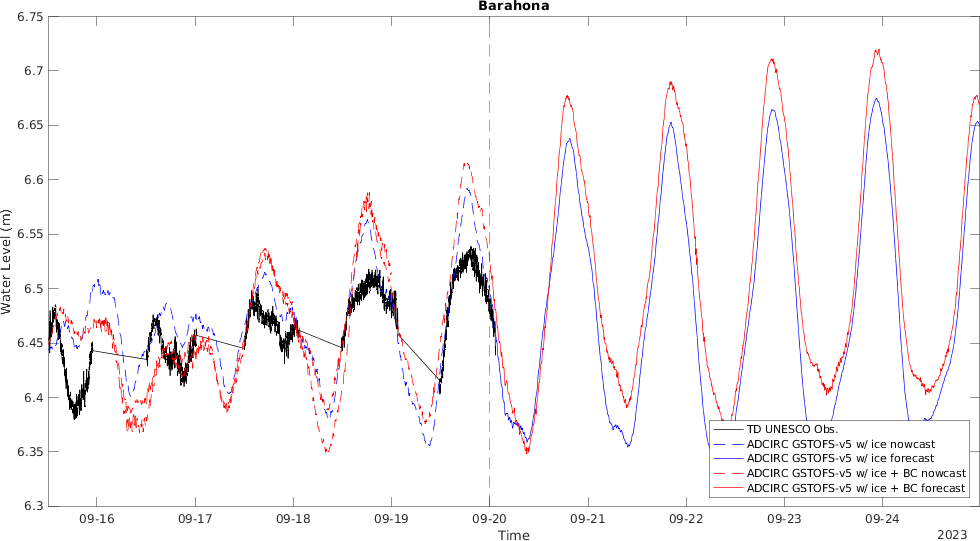 Barahona
6.75
6.7
6.65
6.6
6.55
6.5
6.45
6.4
6.35
6.3
Water Level (m)
TD UNESCO Obs.
ADCIRC GSTOFS-v5 w/ ice nowcast
ADCIRC GSTOFS-v5 w/ ice forecast
ADCIRC GSTOFS-v5 w/ ice + BC nowcast
ADCIRC GSTOFS-v5 w/ ice + BC forecast
09-16 09-17 09-18 09-19 09-20 09-21 09-22 09-23 09-24
Time
2023